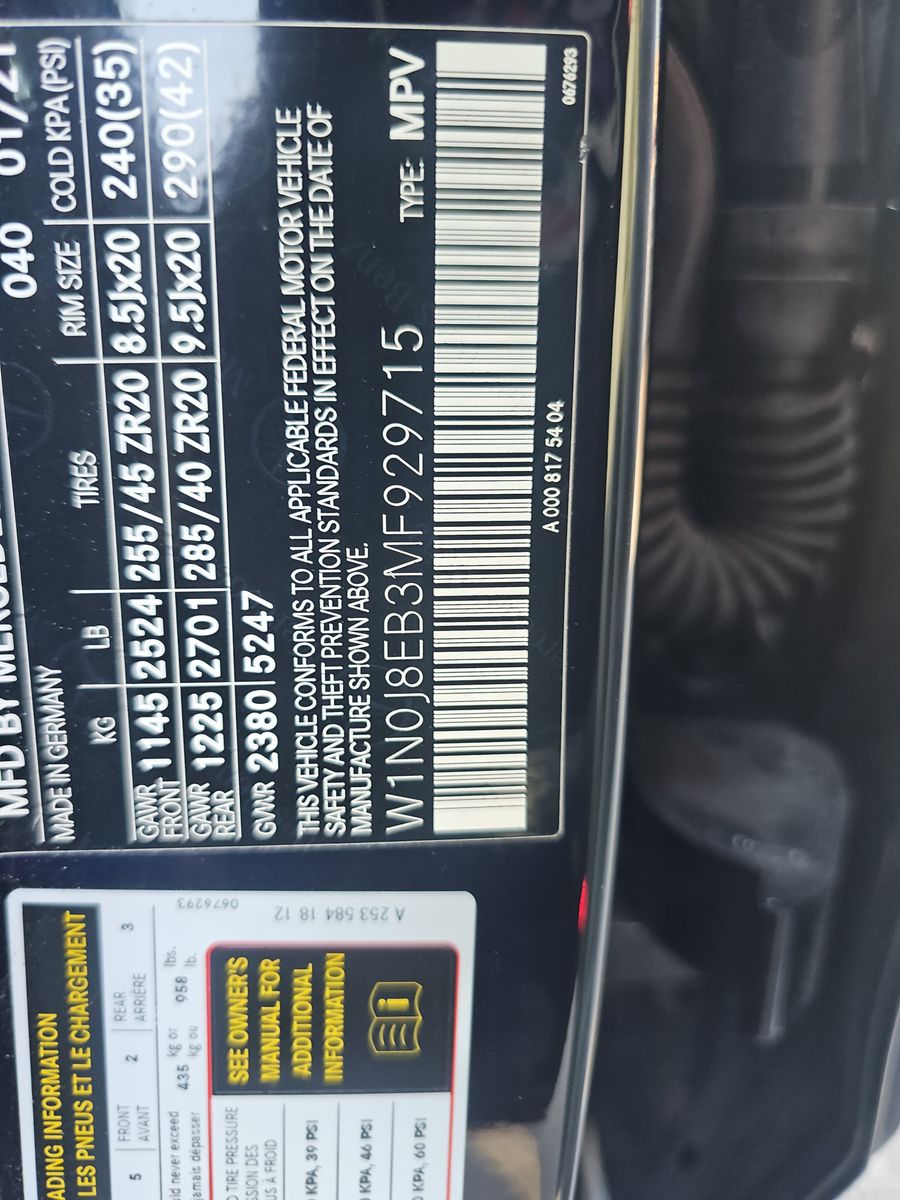 MFD BY
040 01/21
MADE IN GERMANY
KG LB TIRES RIM SIZE COLD KPA (PSI)
GAWR FRONT 1145 2524 255/45 ZR20 8.5Jx20 240(35)
GAWR REAR 1225 2701 285/40 ZR20 9.5Jx20 290(42)
GVWR 2380 5247
THIS VEHICLE CONFORMS TO ALL APPLICABLE FEDERAL MOTOR VEHICLE
SAFETY AND THEFT PREVENTION STANDARDS IN EFFECT ON THE DATE OF
MANUFACTURE SHOWN ABOVE.
W1N0J8EB3MF929715 TYPE: MPV
A 000 817 54 04
0676293
ADING INFORMATION
LES PNEUS ET LE CHARGEMENT
5 FRONT 2 REAR 3
AVANT ARRIÈRE
ld never exceed 435 kg or 958 lbs.
jamais dépasser kg ou lb.
TIRE PRESSURE
SION DES
S À FROID
KPA, 39 PSI
KPA, 46 PSI
KPA, 60 PSI
SEE OWNER'S
MANUAL FOR
ADDITIONAL
INFORMATION
0676293
A 253 584 18 12